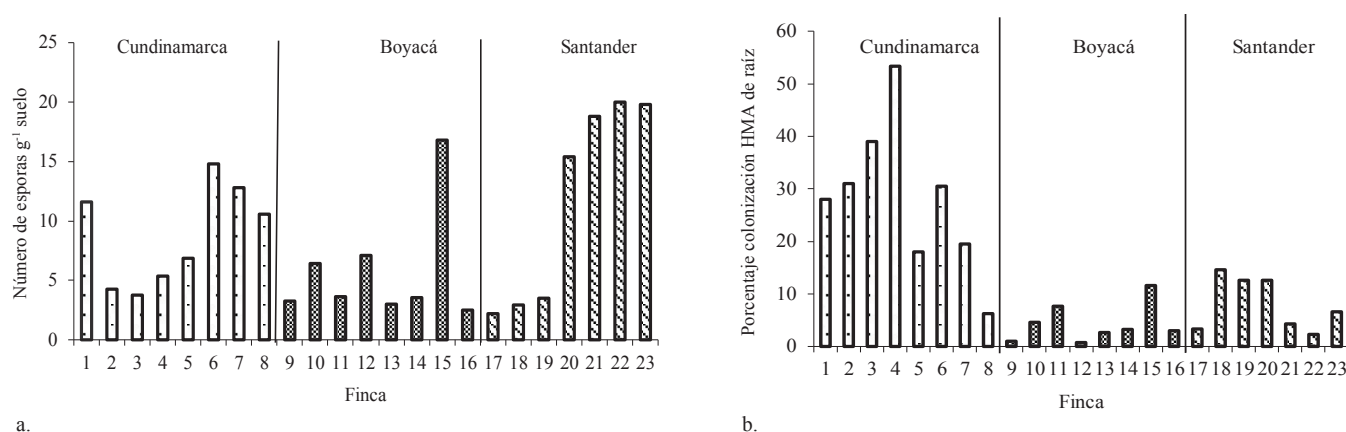 Cundinamarca Boyacá Santander
Número de esporas g⁻¹ suelo
25
20
15
10
5
0
1 2 3 4 5 6 7 8 9 10 11 12 13 14 15 16 17 18 19 20 21 22 23
Finca
a.
Cundinamarca Boyacá Santander
Porcentaje colonización HMA de raíz
60
50
40
30
20
10
0
1 2 3 4 5 6 7 8 9 10 11 12 13 14 15 16 17 18 19 20 21 22 23
Finca
b.